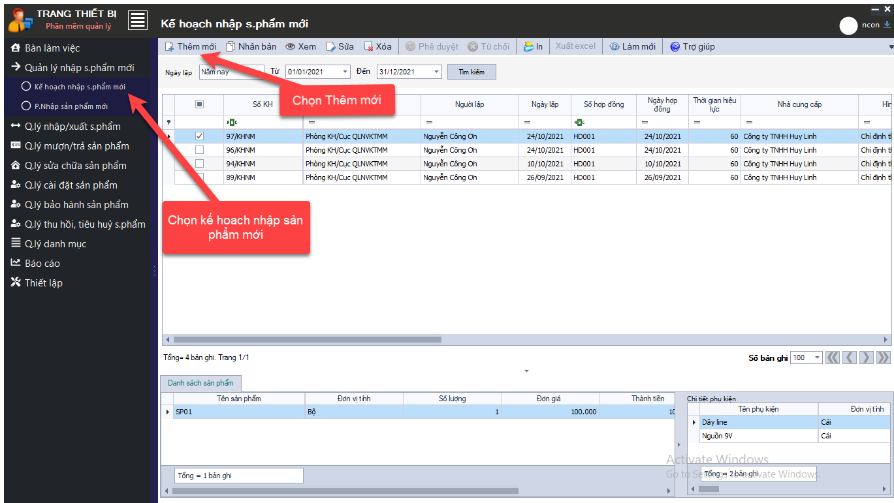 TRANG THIẾT BỊ
Phần mềm quản lý
Kế hoạch nhập s.phẩm mới
ncon
Bàn làm việc
Quản lý nhập s.phẩm mới
Kế hoạch nhập s.phẩm mới
P.Nhập sản phẩm mới
Q.lý nhập/xuất s.phẩm
Q.lý mượn/trả sản phẩm
Q.lý sửa chữa sản phẩm
Q.lý cài đặt sản phẩm
Q.lý bảo hành sản phẩm
Q.lý thu hồi, tiêu huỷ s.phẩm
Q.lý danh mục
Báo cáo
Thiết lập
Thêm mới Nhân bản Xem Sửa Xóa Phê duyệt Từ chối In Xuất excel Làm mới Trợ giúp
Ngày lập Năm nay Từ 01/01/2021 Đến 31/12/2021 Tìm kiếm
Chọn Thêm mới
Số KH Người lập Ngày lập Số hợp đồng Ngày hợp đồng Thời gian hiệu lực Nhà cung cấp Hìn
97/KHNM Phòng KH/Cục QLNVKTMM Nguyễn Công Oh 24/10/2021 HD001 24/10/2021 60 Công ty TNHH Huy Linh Chỉ định t
96/KHNM Phòng KH/Cục QLNVKTMM Nguyễn Công Oh 24/10/2021 HD001 24/10/2021 60 Công ty TNHH Huy Linh Chỉ định t
94/KHNM Phòng KH/Cục QLNVKTMM Nguyễn Công Oh 10/10/2021 HD001 10/10/2021 60 Công ty TNHH Huy Linh Chỉ định t
89/KHNM Phòng KH/Cục QLNVKTMM Nguyễn Công Oh 26/09/2021 HD001 26/09/2021 60 Công ty TNHH Huy Linh Chỉ định t
Chọn kế hoach nhập sản
phẩm mới
Tổng= 4 bản ghi. Trang 1/1
Số bản ghi 100
Danh sách sản phẩm
Tên sản phẩm Đơn vị tính Số lượng Đơn giá Thành tiền
SP01 Bộ 1 100.000 10
Tổng = 1 bản ghi
Chi tiết phụ kiện
Tên phụ kiện Đơn vị tính
Dây line Cái
Nguồn 9V Cái
Tổng = 2 bản ghi
Activate Windows
Go to Se vate Windows.